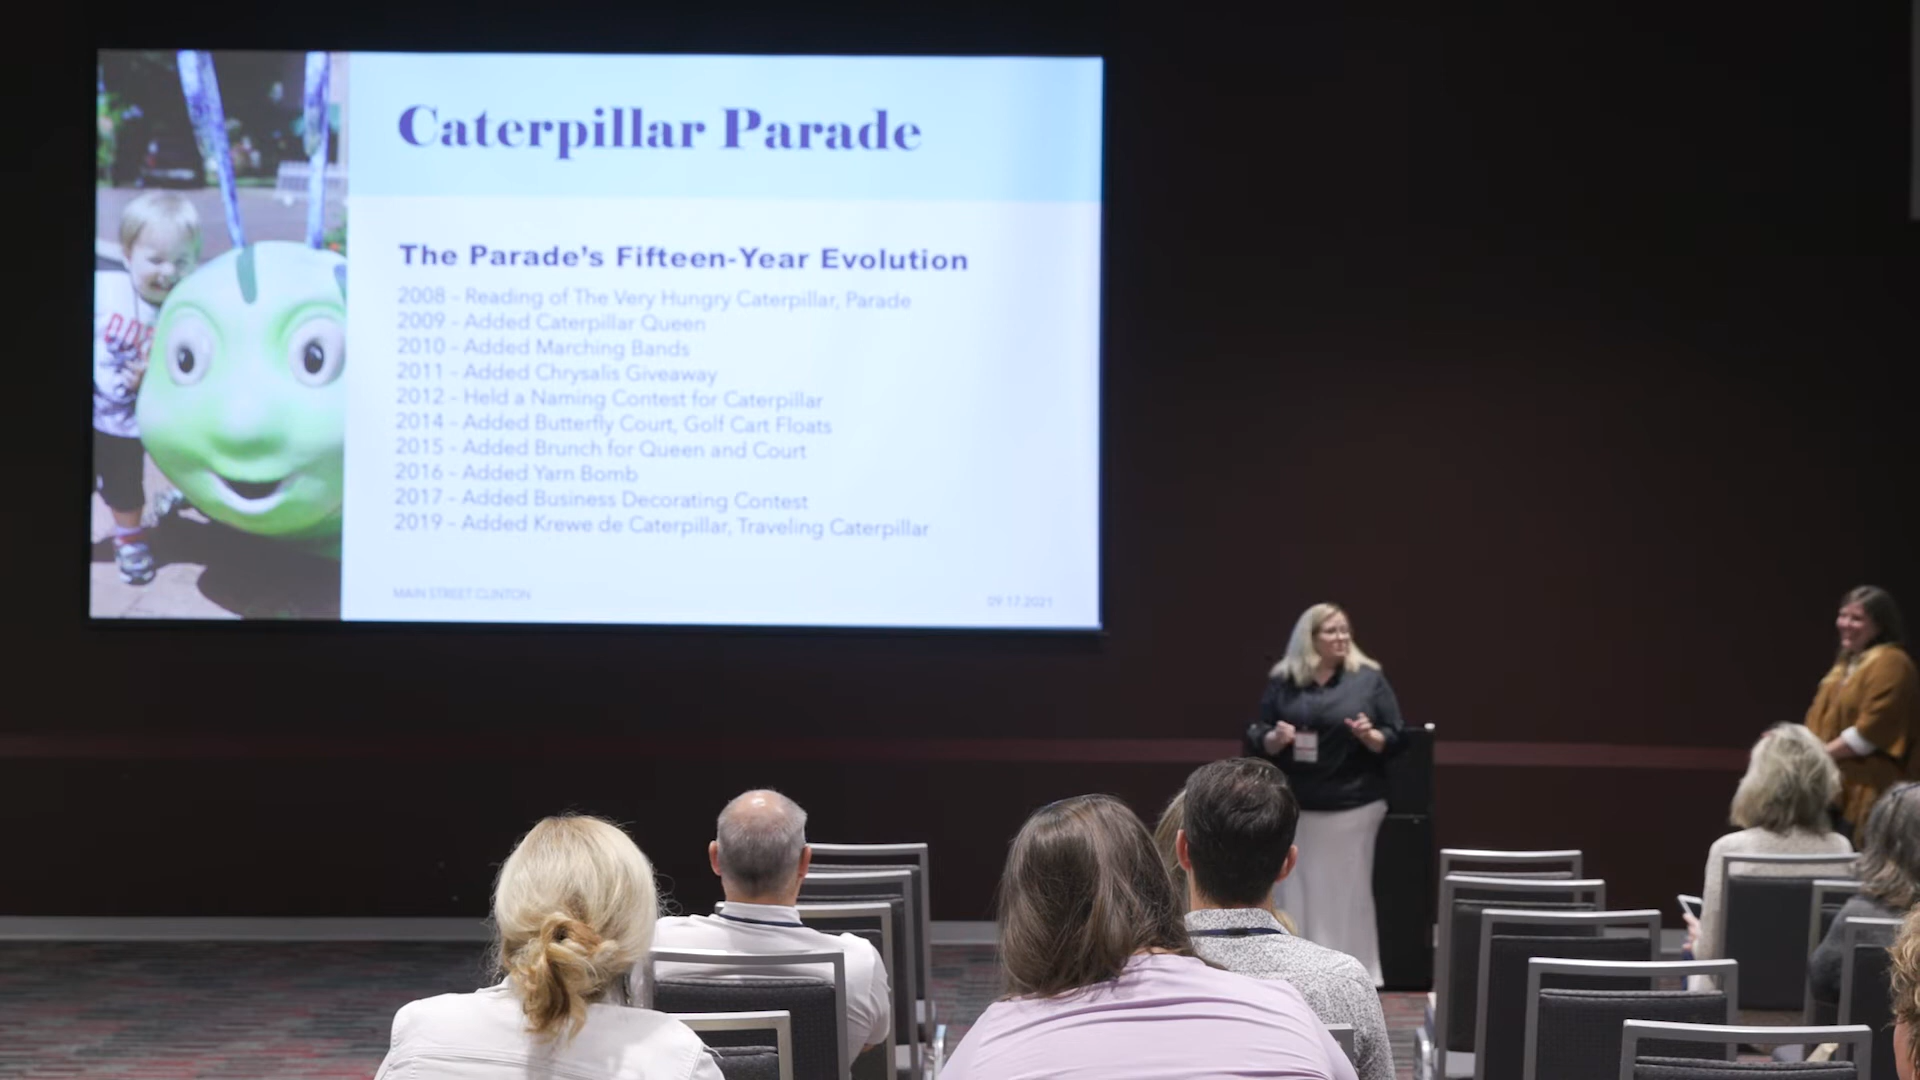 Caterpillar Parade
The Parade's Fifteen-Year Evolution
2008 - Reading of The Very Hungry Caterpillar, Parade
2009 - Added Caterpillar Queen
2010 - Added Marching Bands
2011 - Added Chrysalis Giveaway
2012 - Held a Naming Contest for Caterpillar
2014 - Added Butterfly Court, Golf Cart Floats
2015 - Added Brunch for Queen and Court
2016 - Added Yarn Bomb
2017 - Added Business Decorating Contest
2019 - Added Krewe de Caterpillar, Traveling Caterpillar
MAIN STREET CLINTON
09.17.2021